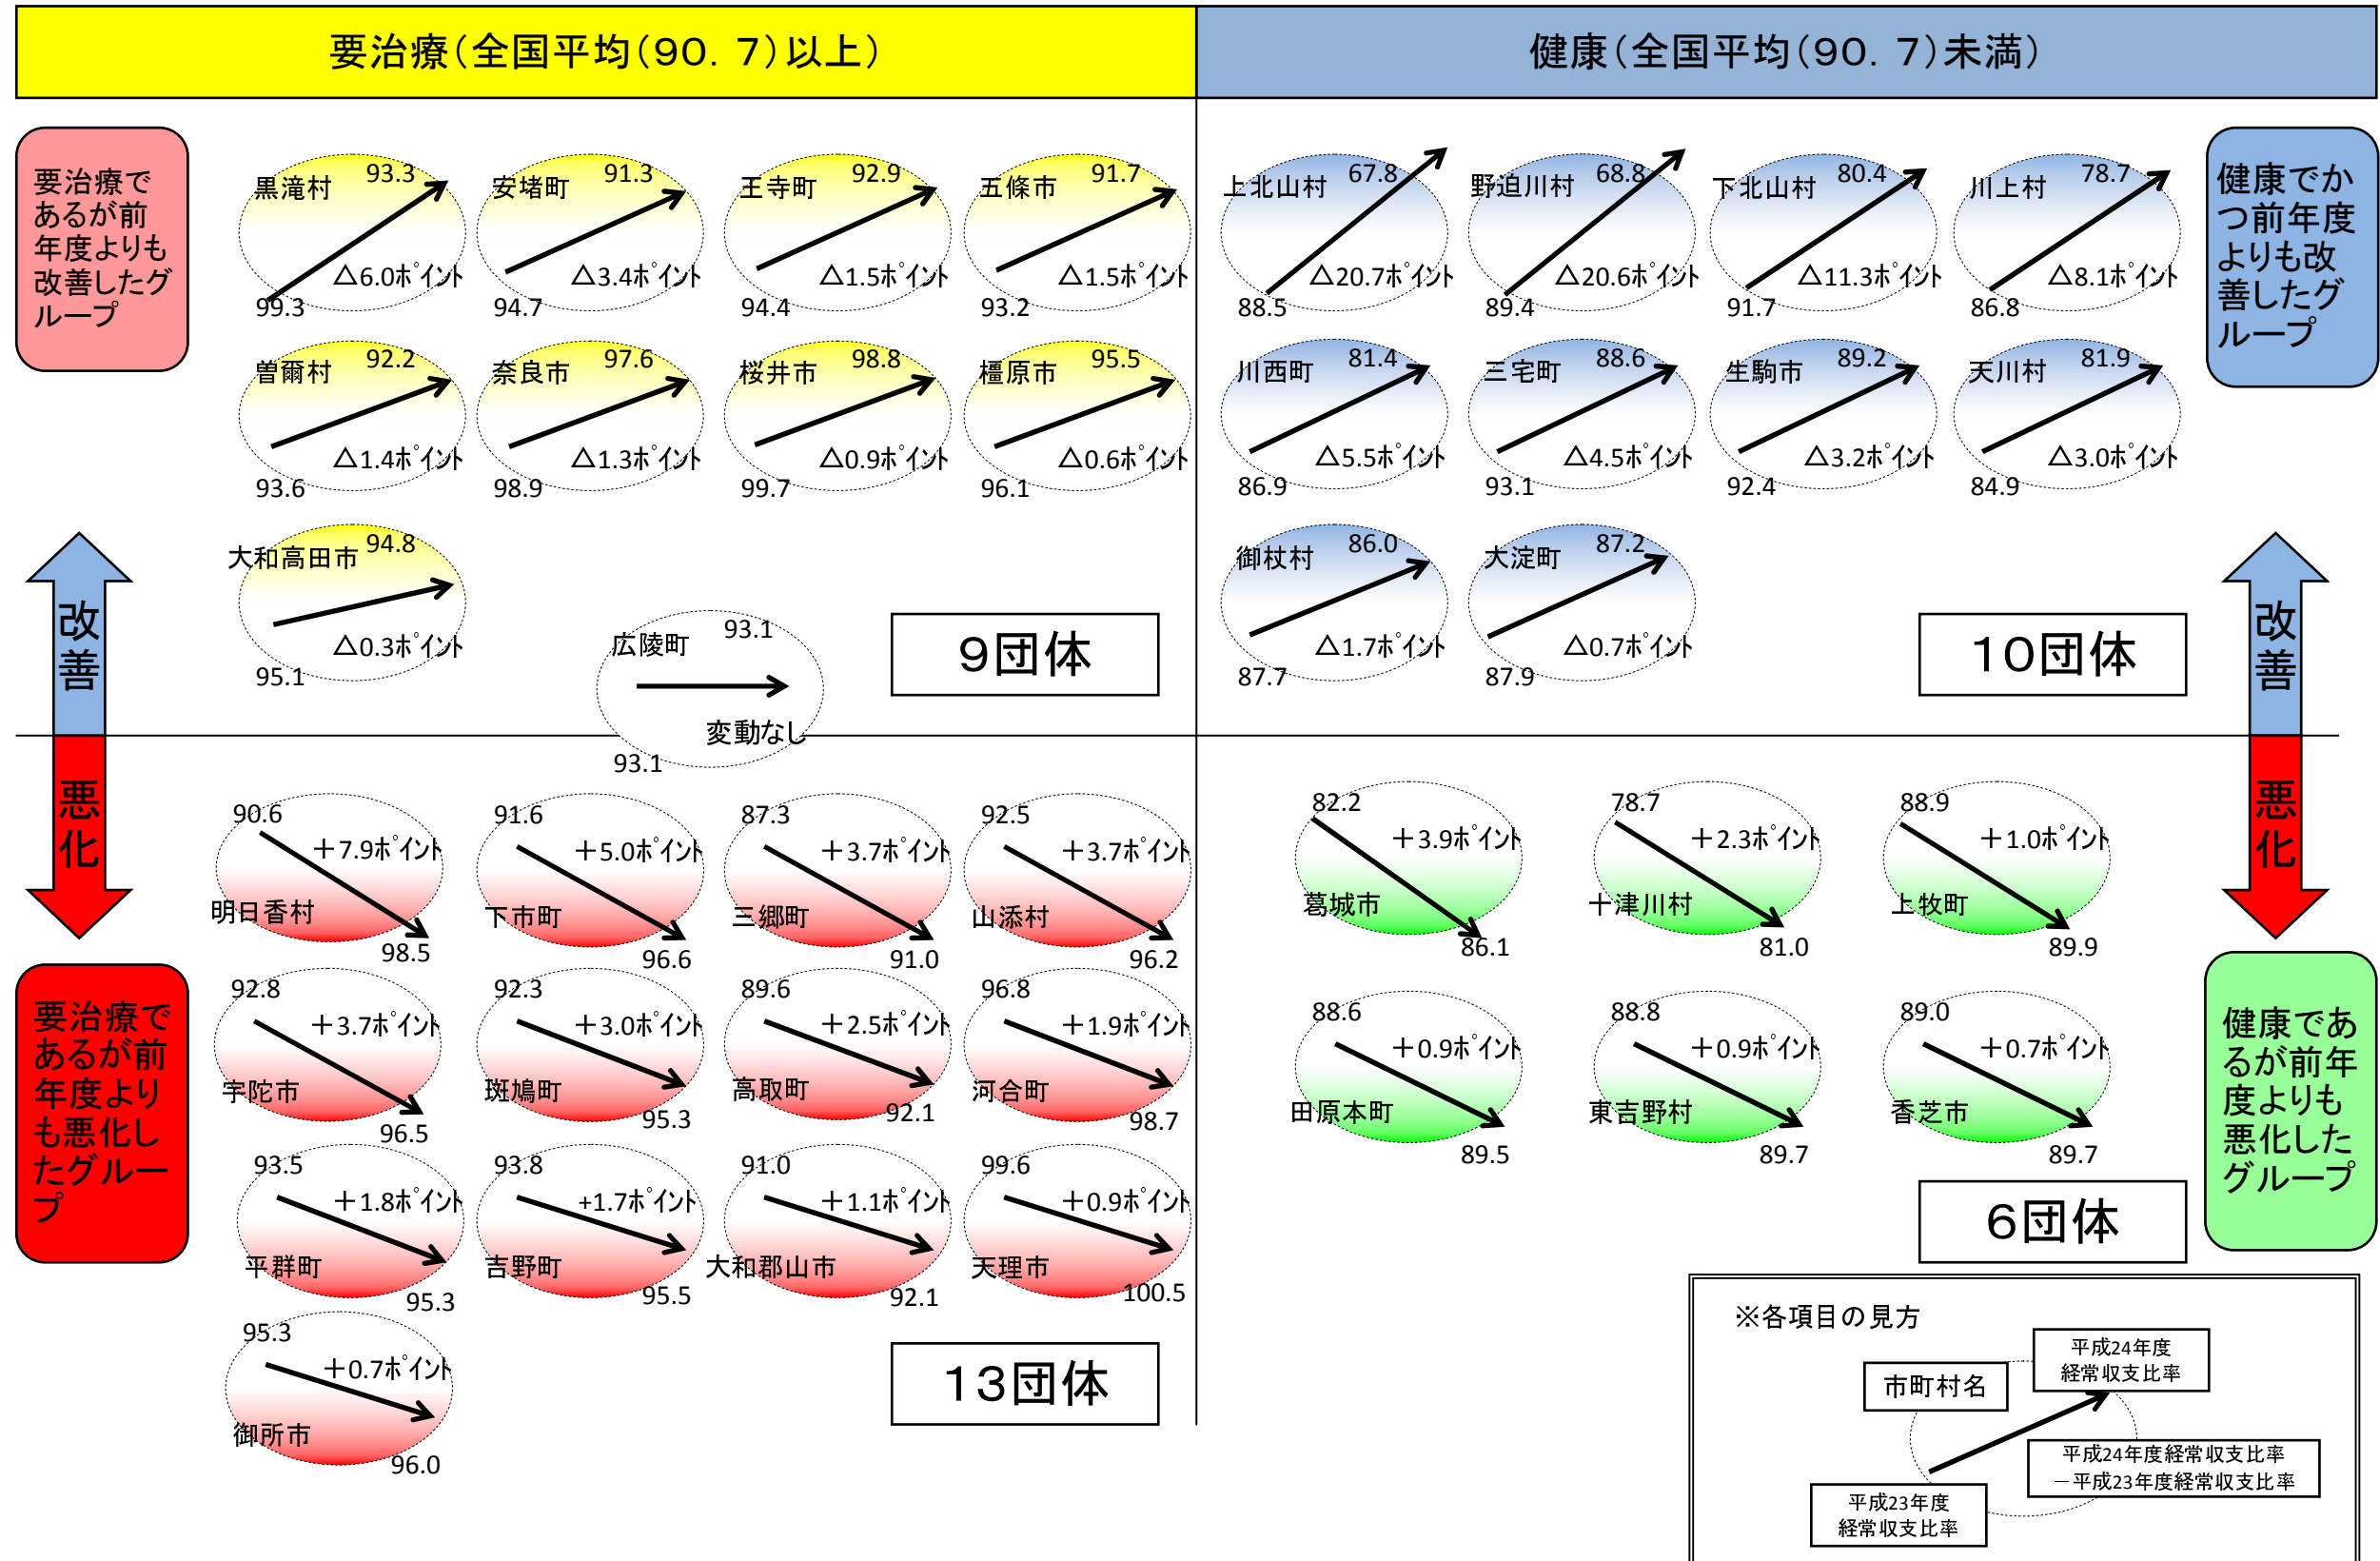 要治療（全国平均（９０．７）以上）
健康（全国平均（９０．７）未満）
要治療で
あるが前
年度よりも
改善したグ
ループ
黒滝村
93.3
△6.0ﾎﾟｲﾝﾄ
99.3
安堵町
91.3
△3.4ﾎﾟｲﾝﾄ
94.7
王寺町
92.9
△1.5ﾎﾟｲﾝﾄ
94.4
五條市
91.7
△1.5ﾎﾟｲﾝﾄ
93.2
曽爾村
92.2
△1.4ﾎﾟｲﾝﾄ
93.6
奈良市
97.6
△1.3ﾎﾟｲﾝﾄ
98.9
桜井市
98.8
△0.9ﾎﾟｲﾝﾄ
99.7
橿原市
95.5
△0.6ﾎﾟｲﾝﾄ
96.1
大和高田市
94.8
△0.3ﾎﾟｲﾝﾄ
95.1
広陵町
93.1
変動なし
93.1
９団体
上北山村
67.8
△20.7ﾎﾟｲﾝﾄ
88.5
野迫川村
68.8
△20.6ﾎﾟｲﾝﾄ
89.4
下北山村
80.4
△11.3ﾎﾟｲﾝﾄ
91.7
川上村
78.7
△8.1ﾎﾟｲﾝﾄ
86.8
川西町
81.4
△5.5ﾎﾟｲﾝﾄ
86.9
三宅町
88.6
△4.5ﾎﾟｲﾝﾄ
93.1
生駒市
89.2
△3.2ﾎﾟｲﾝﾄ
92.4
天川村
81.9
△3.0ﾎﾟｲﾝﾄ
84.9
御杖村
86.0
△1.7ﾎﾟｲﾝﾄ
87.7
大淀町
87.2
△0.7ﾎﾟｲﾝﾄ
87.9
１０団体
健康でか
つ前年度
よりも改
善したグ
ループ
改善
悪化
改善
悪化
要治療で
あるが前
年度より
も悪化し
たグルー
プ
90.6
＋7.9ﾎﾟｲﾝﾄ
明日香村
98.5
91.6
＋5.0ﾎﾟｲﾝﾄ
下市町
96.6
87.3
＋3.7ﾎﾟｲﾝﾄ
三郷町
91.0
92.5
＋3.7ﾎﾟｲﾝﾄ
山添村
96.2
92.8
＋3.7ﾎﾟｲﾝﾄ
宇陀市
96.5
92.3
＋3.0ﾎﾟｲﾝﾄ
斑鳩町
95.3
89.6
＋2.5ﾎﾟｲﾝﾄ
高取町
92.1
96.8
＋1.9ﾎﾟｲﾝﾄ
河合町
98.7
93.5
＋1.8ﾎﾟｲﾝﾄ
平群町
95.3
93.8
+1.7ﾎﾟｲﾝﾄ
吉野町
95.5
91.0
＋1.1ﾎﾟｲﾝﾄ
大和郡山市
92.1
99.6
＋0.9ﾎﾟｲﾝﾄ
天理市
100.5
95.3
＋0.7ﾎﾟｲﾝﾄ
御所市
96.0
１３団体
82.2
＋3.9ﾎﾟｲﾝﾄ
葛城市
86.1
78.7
＋2.3ﾎﾟｲﾝﾄ
十津川村
81.0
88.9
＋1.0ﾎﾟｲﾝﾄ
上牧町
89.9
88.6
＋0.9ﾎﾟｲﾝﾄ
田原本町
89.5
88.8
＋0.9ﾎﾟｲﾝﾄ
東吉野村
89.7
89.0
＋0.7ﾎﾟｲﾝﾄ
香芝市
89.7
６団体
健康であ
るが前年
度よりも
悪化した
グループ
※各項目の見方
市町村名
平成24年度
経常収支比率
平成24年度経常収支比率
－平成23年度経常収支比率
平成23年度
経常収支比率